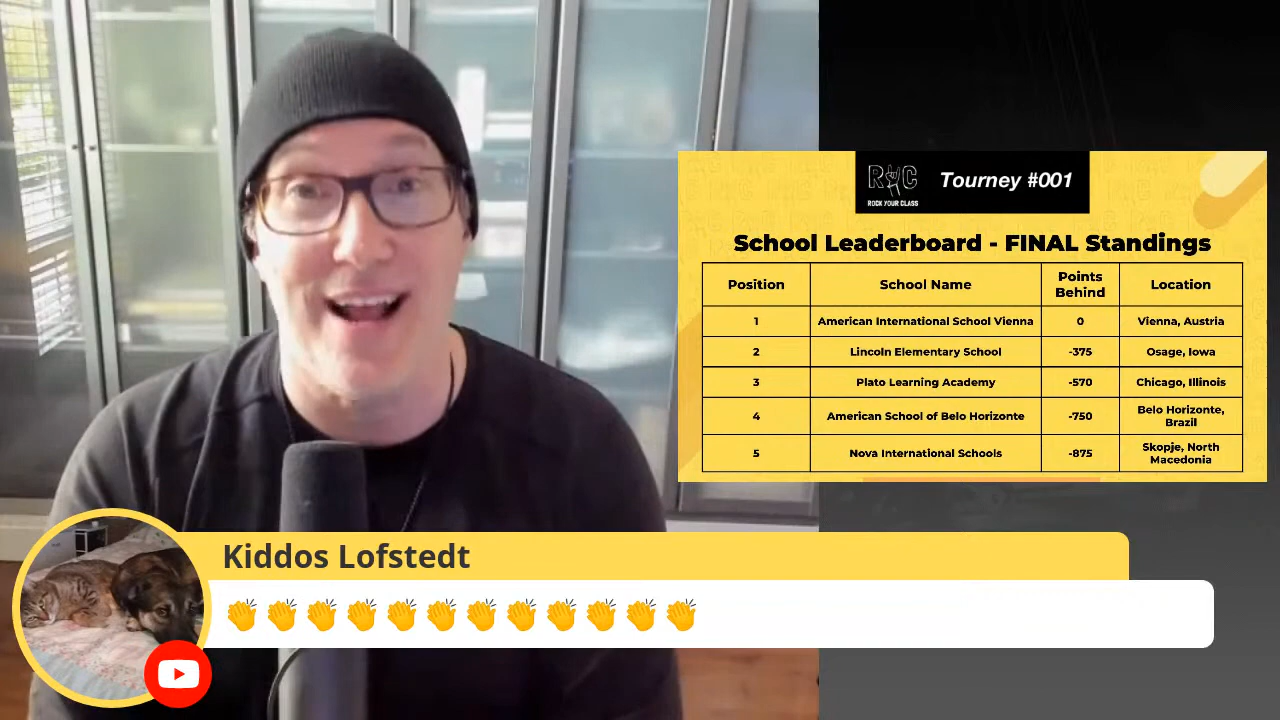 RYC
ROCK YOUR CLASS
Tourney #001
School Leaderboard - FINAL Standings
Position School Name Points Behind Location
1 American International School Vienna 0 Vienna, Austria
2 Lincoln Elementary School -375 Osage, Iowa
3 Plato Learning Academy -570 Chicago, Illinois
4 American School of Belo Horizonte -750 Belo Horizonte, Brazil
5 Nova International Schools -875 Skopje, North Macedonia
Kiddos Lofstedt
👏 👏 👏 👏 👏 👏 👏 👏 👏 👏 👏 👏